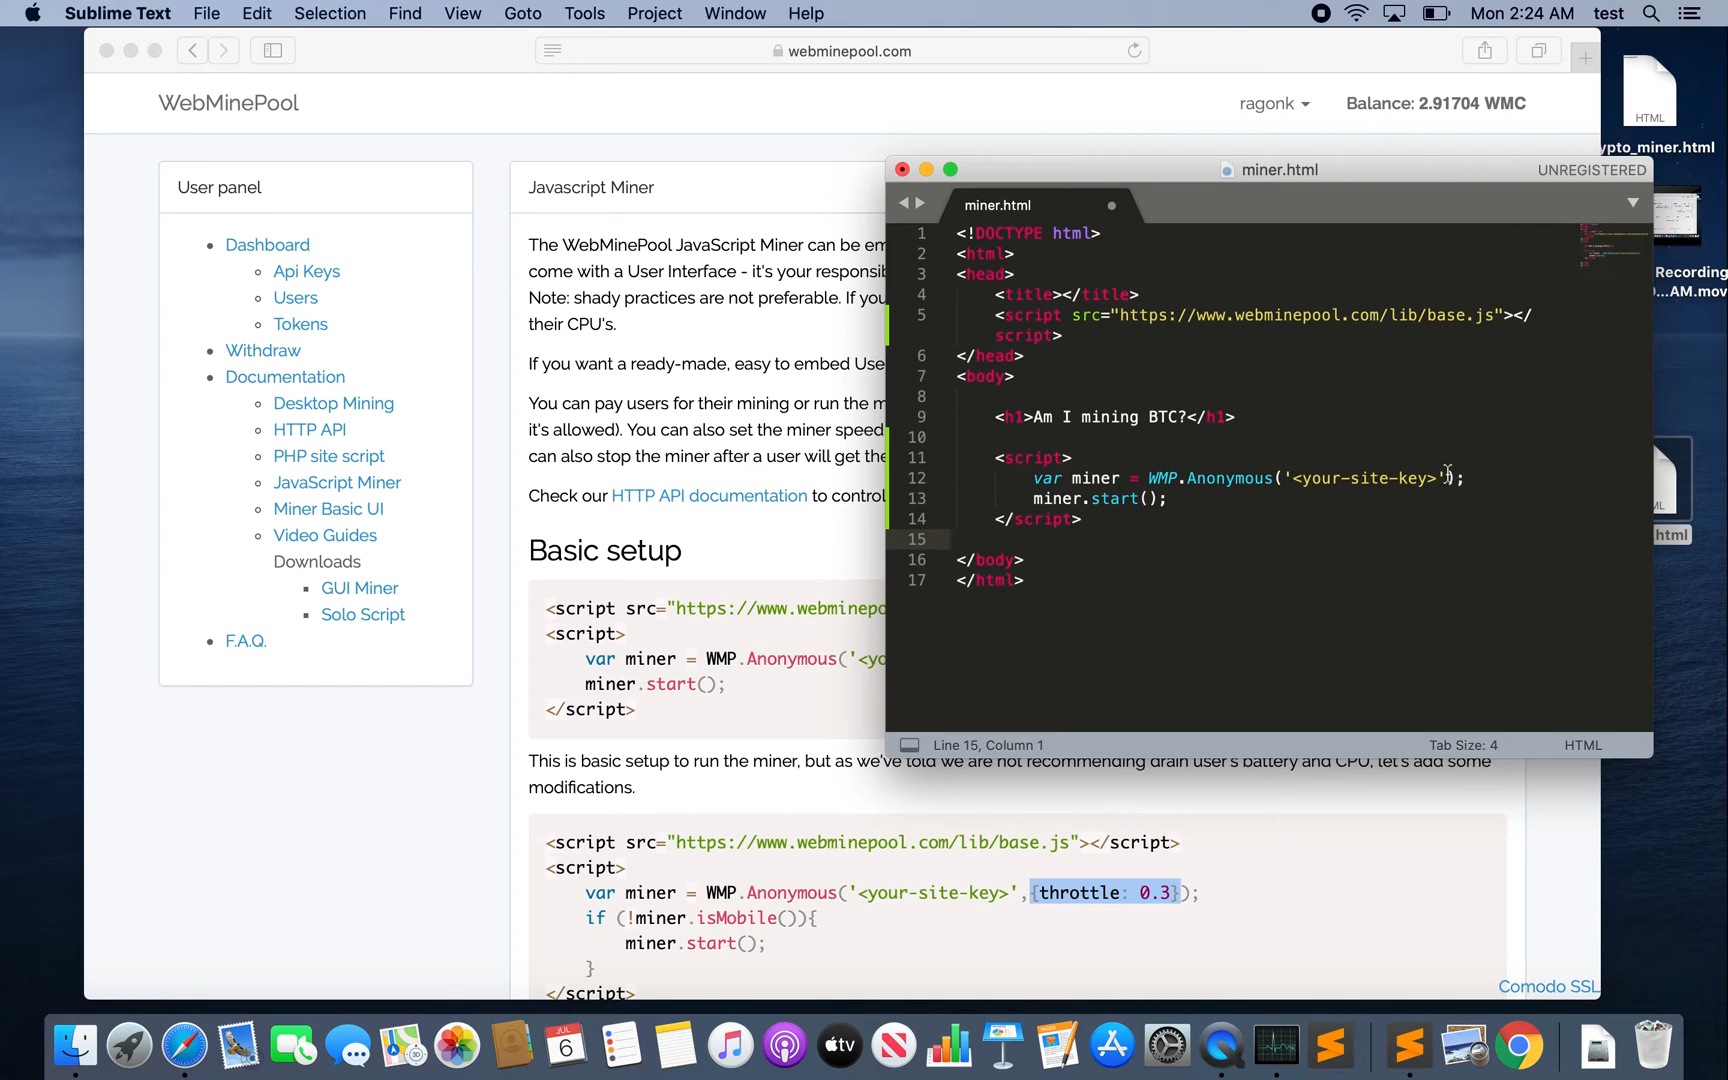 Sublime Text File Edit Selection Find View Goto Tools Project Window Help Mon 2:24 AM test
webminepool.com
WebMinePool ragonk Balance: 2.91704 WMC
User panel
Dashboard
Api Keys
Users
Tokens
Withdraw
Documentation
Desktop Mining
HTTP API
PHP site script
JavaScript Miner
Miner Basic UI
Video Guides
Downloads
GUI Miner
Solo Script
F.A.Q.
Javascript Miner
The WebMinePool JavaScript Miner can be em
come with a User Interface - it's your responsi
Note: shady practices are not preferable. If you
their CPU's.
If you want a ready-made, easy to embed Use
You can pay users for their mining or run the m
it's allowed). You can also set the miner speed
can also stop the miner after a user will get the
Check our HTTP API documentation to control
Basic setup
<script src="https://www.webminepo
<script>
var miner = WMP.Anonymous('<yo
miner.start();
</script>
This is basic setup to run the miner, but as we've told we are not recommending drain user's battery and CPU, let's add some
modifications.
<script src="https://www.webminepool.com/lib/base.js"></script>
<script>
var miner = WMP.Anonymous('<your-site-key>',{throttle: 0.3});
if (!miner.isMobile()){
miner.start();
}
</script>
Comodo SSL
miner.html UNREGISTERED
miner.html
1 <!DOCTYPE html>
2 <html>
3 <head>
4 <title></title>
5 <script src="https://www.webminepool.com/lib/base.js"></
script>
6 </head>
7 <body>
8
9 <h1>Am I mining BTC?</h1>
10
11 <script>
12 var miner = WMP.Anonymous('<your-site-key>');
13 miner.start();
14 </script>
15
16 </body>
17 </html>
Line 15, Column 1 Tab Size: 4 HTML
HTML
ypto_miner.html
Recording
...AM.mov
ML
html
JUL
6
tv